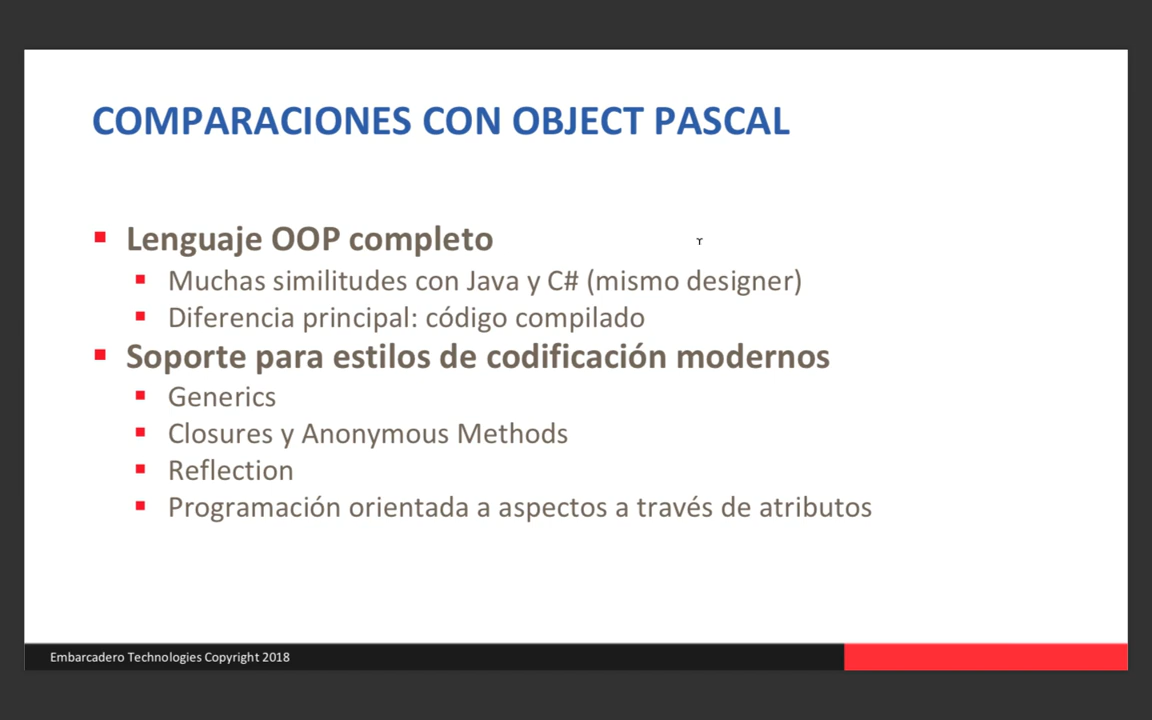 COMPARACIONES CON OBJECT PASCAL
Lenguaje OOP completo
Muchas similitudes con Java y C# (mismo designer)
Diferencia principal: código compilado
Soporte para estilos de codificación modernos
Generics
Closures y Anonymous Methods
Reflection
Programación orientada a aspectos a través de atributos
Embarcadero Technologies Copyright 2018